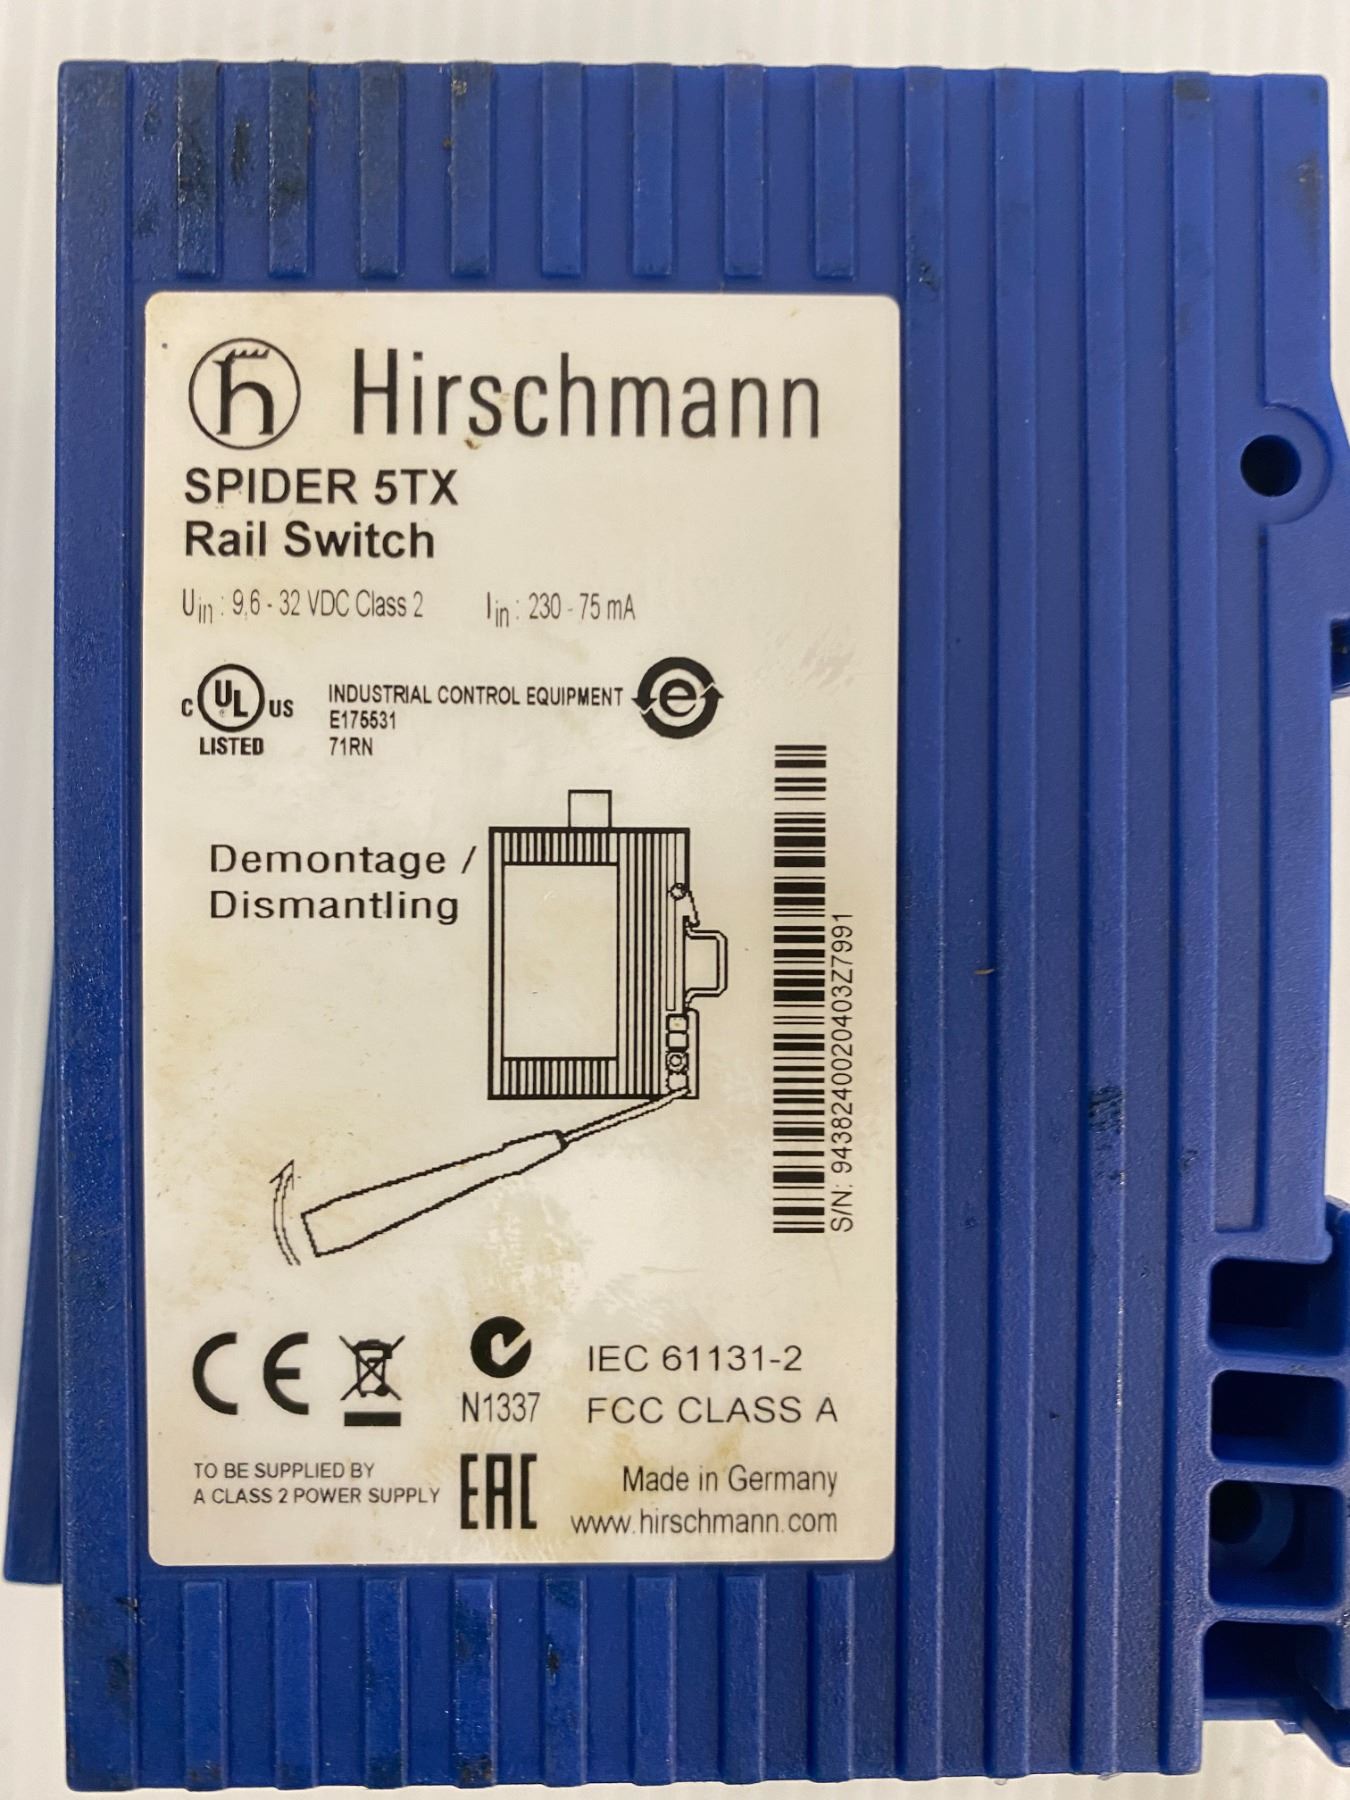 Hirschmann
SPIDER 5TX
Rail Switch
Uin : 9,6 - 32 VDC Class 2 Iin : 230 - 75 mA
C UL US LISTED
INDUSTRIAL CONTROL EQUIPMENT
E175531
71RN
e
Demontage /
Dismantling
S/N: 9438240020403Z7991
CE
N1337
IEC 61131-2
FCC CLASS A
TO BE SUPPLIED BY
A CLASS 2 POWER SUPPLY
EAC
Made in Germany
www.hirschmann.com